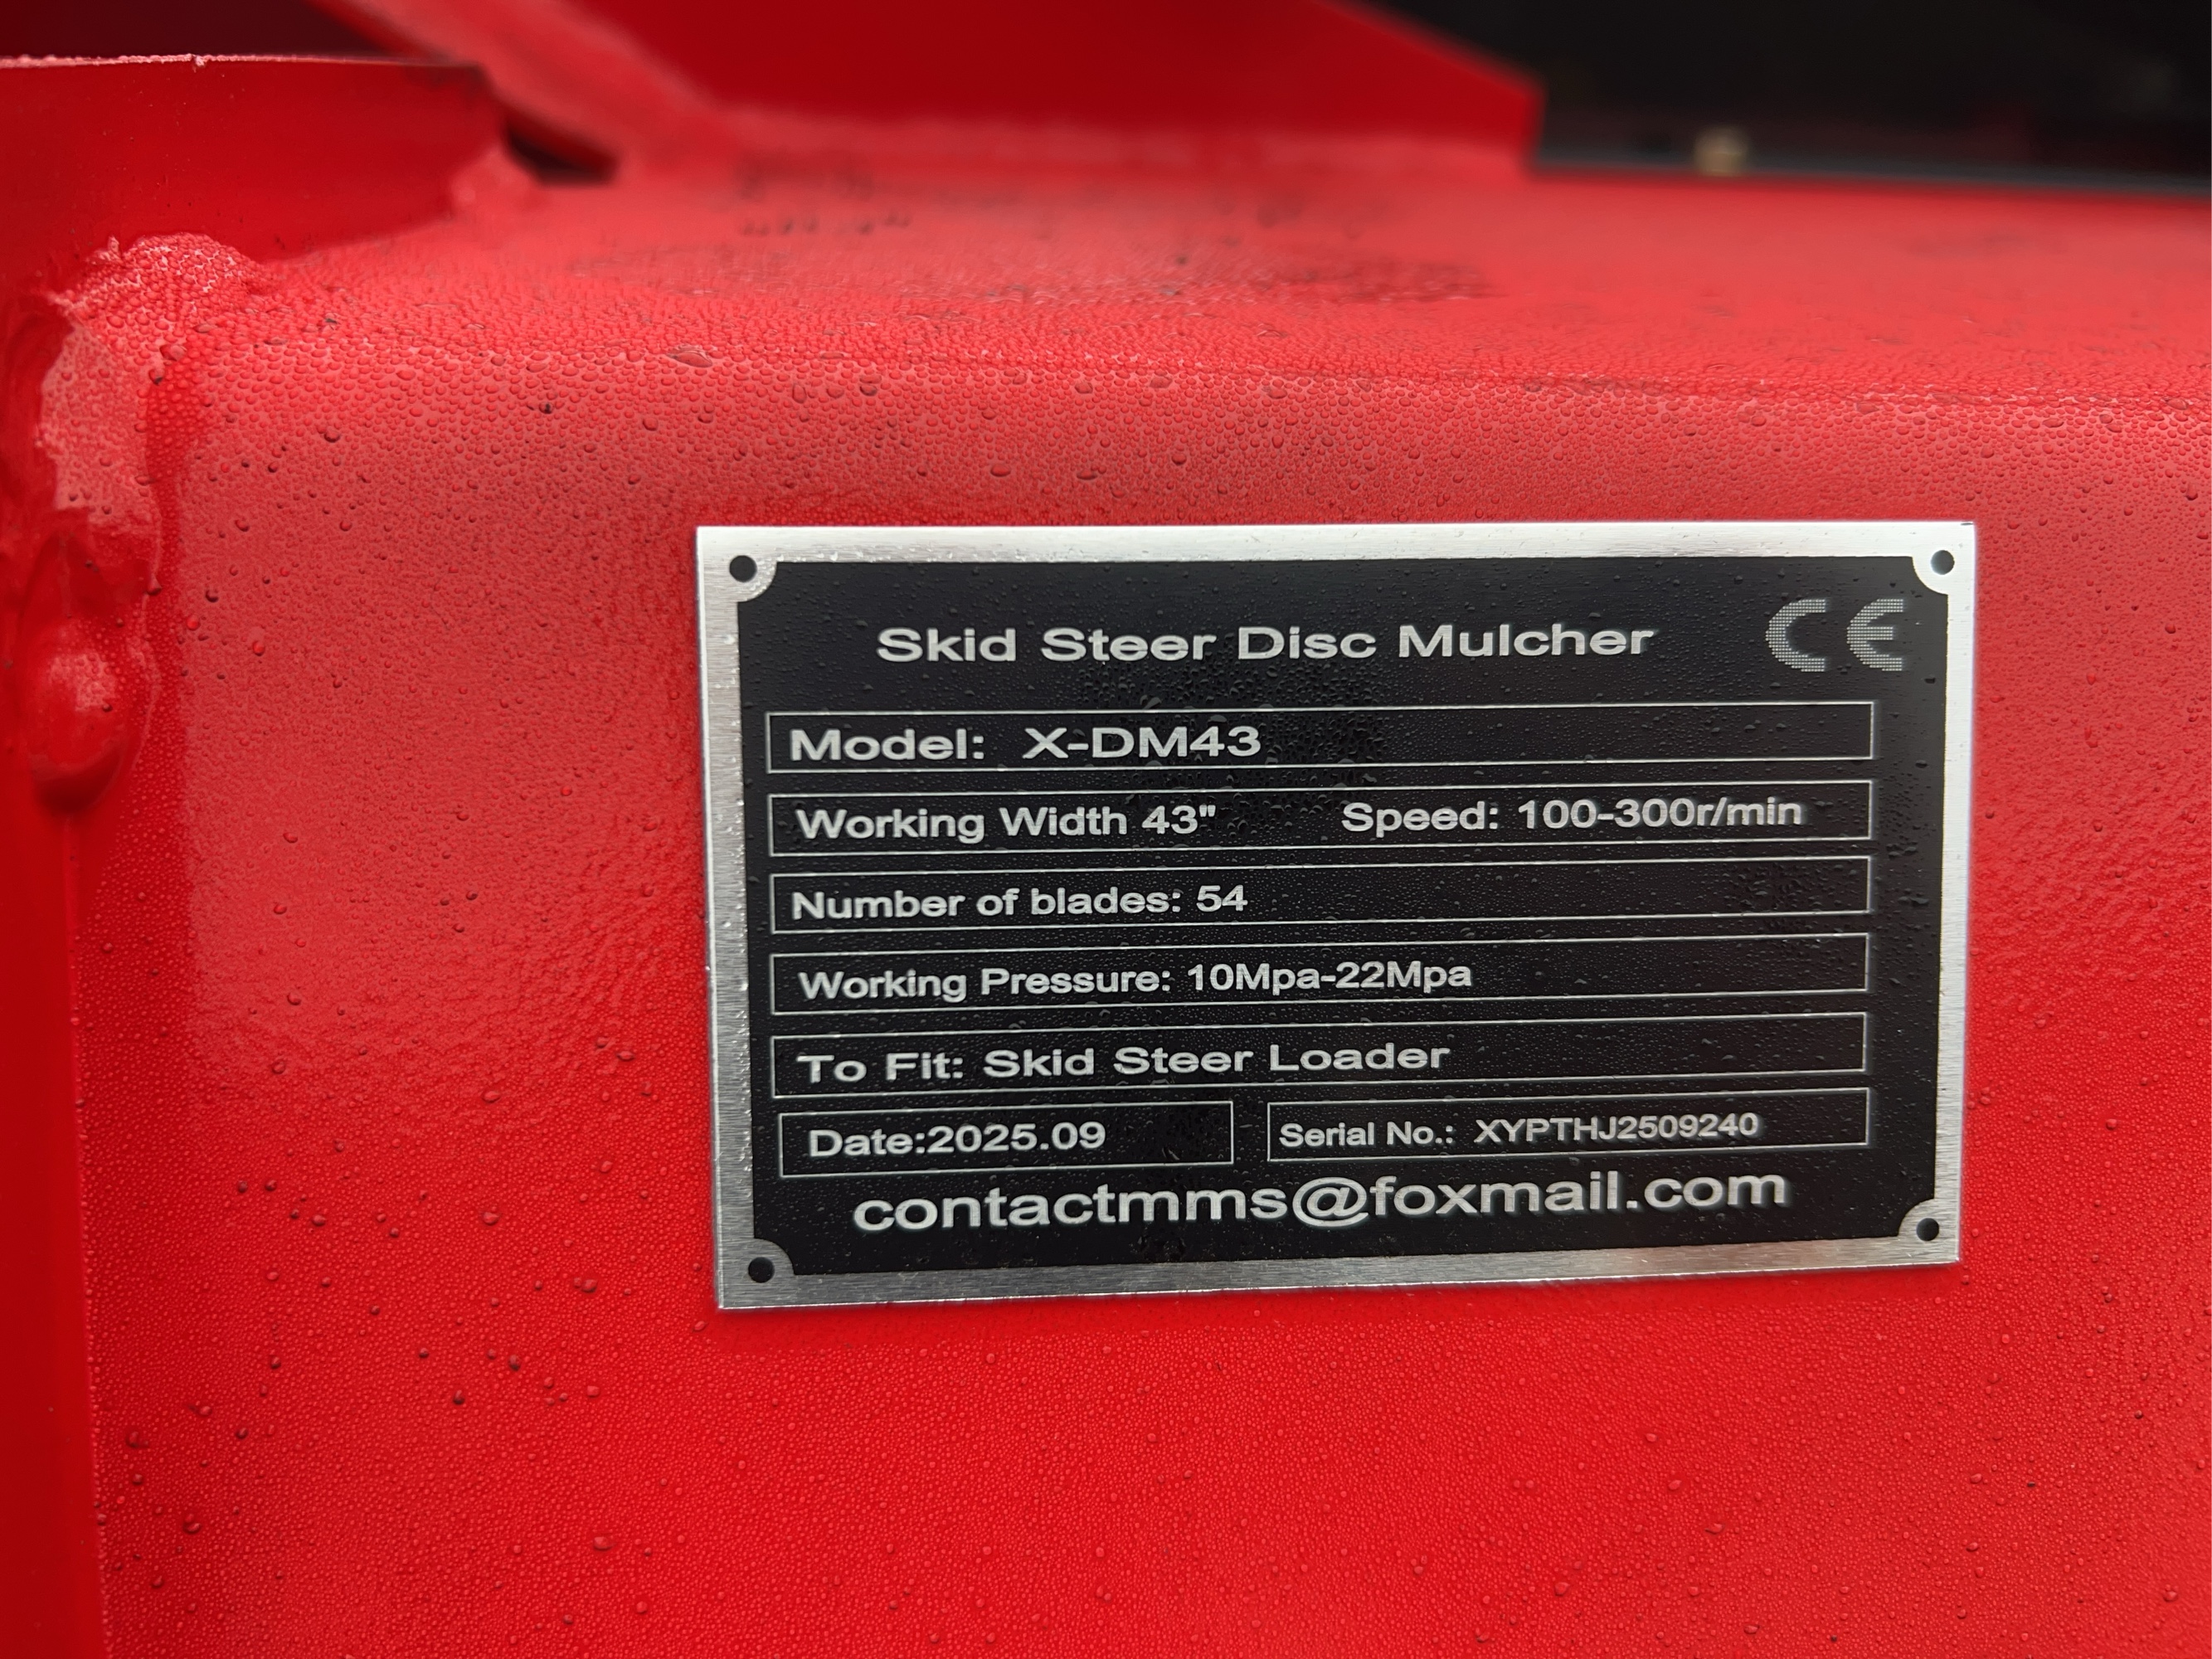 Skid Steer Disc Mulcher CE
Model: X-DM43
Working Width 43" Speed: 100-300r/min
Number of blades: 54
Working Pressure: 10Mpa-22Mpa
To Fit: Skid Steer Loader
Date:2025.09 Serial No.: XYPTHJ2509240
contactmms@foxmail.com